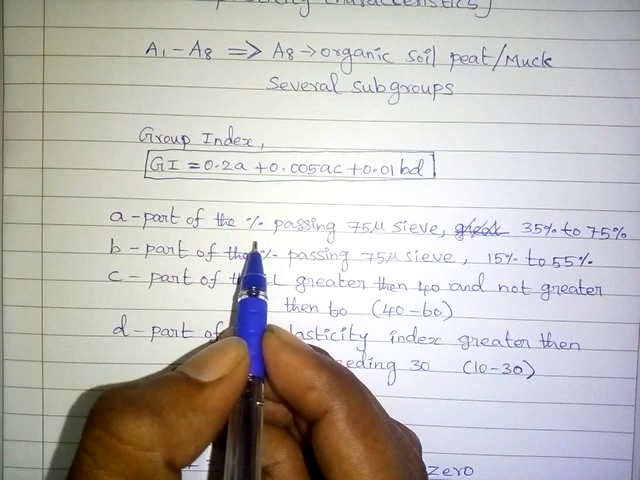 characteristics]
A1 - A8 ⇒ A8 → organic soil peat/Muck
Several subgroups
Group Index,
GI = 0.2a + 0.005ac + 0.01bd
a - part of the % passing 75μ sieve, 35% to 75%
b - part of the % passing 75μ sieve, 15% to 55%
c - part of L greater then 40 and not greater
then 60 (40-60)
d - part of lasticity index greater then
eeding 30 (10-30)
zero